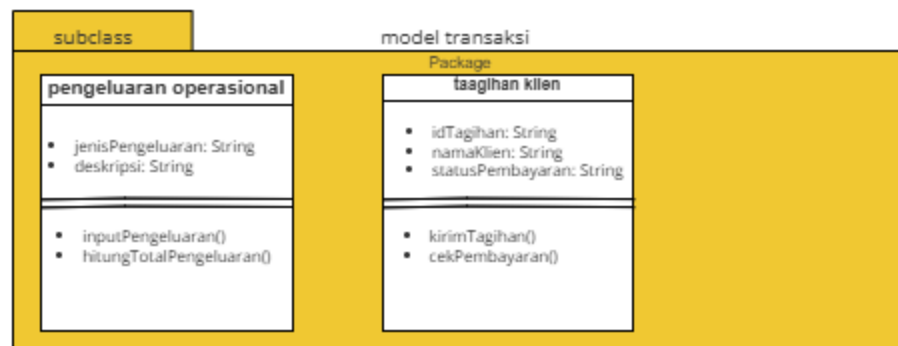 subclass
model transaksi
Package
pengeluaran operasional
• jenisPengeluaran: String
• deskripsi: String
• inputPengeluaran()
• hitungTotalPengeluaran()
taagihan klien
• idTagihan: String
• namaKlien: String
• statusPembayaran: String
• kirimTagihan()
• cekPembayaran()